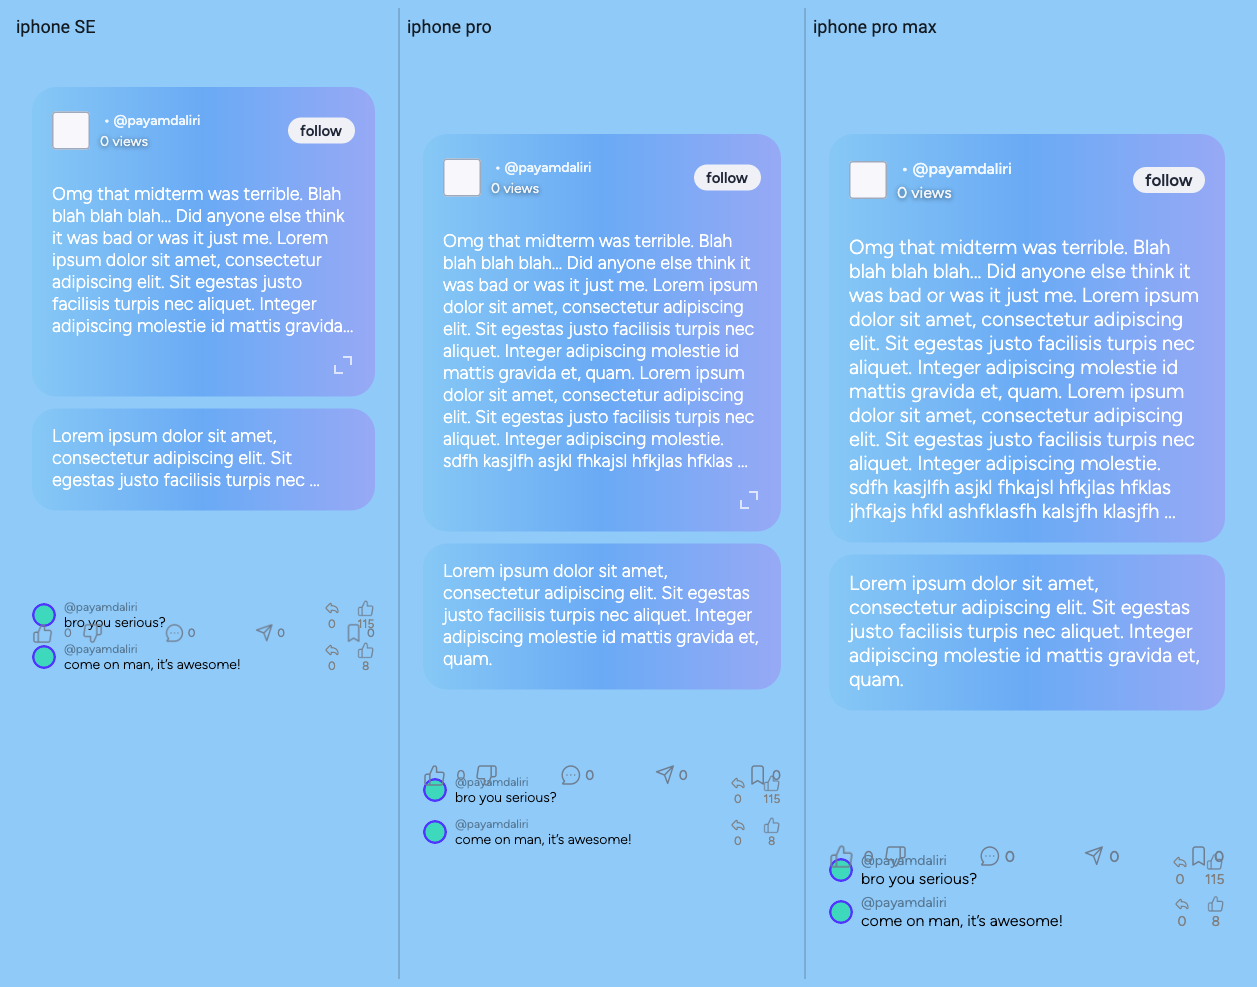 iphone SE
• @payamdaliri
0 views
follow
Omg that midterm was terrible. Blah
blah blah blah... Did anyone else think
it was bad or was it just me. Lorem
ipsum dolor sit amet, consectetur
adipiscing elit. Sit egestas justo
facilisis turpis nec aliquet. Integer
adipiscing molestie id mattis gravida...
Lorem ipsum dolor sit amet,
consectetur adipiscing elit. Sit
egestas justo facilisis turpis nec ...
@payamdaliri
bro you serious?
0 115
0 0 0 0
@payamdaliri
come on man, it's awesome!
0 8
iphone pro
• @payamdaliri
0 views
follow
Omg that midterm was terrible. Blah
blah blah blah... Did anyone else think it
was bad or was it just me. Lorem ipsum
dolor sit amet, consectetur adipiscing
elit. Sit egestas justo facilisis turpis nec
aliquet. Integer adipiscing molestie id
mattis gravida et, quam. Lorem ipsum
dolor sit amet, consectetur adipiscing
elit. Sit egestas justo facilisis turpis nec
aliquet. Integer adipiscing molestie.
sdfh kasjlfh asjkl fhkajsl hfkjlas hfklas ...
Lorem ipsum dolor sit amet,
consectetur adipiscing elit. Sit egestas
justo facilisis turpis nec aliquet. Integer
adipiscing molestie id mattis gravida et,
quam.
0 0 0 0
@payamdaliri
bro you serious?
0 115
@payamdaliri
come on man, it's awesome!
0 8
iphone pro max
• @payamdaliri
0 views
follow
Omg that midterm was terrible. Blah
blah blah blah... Did anyone else think it
was bad or was it just me. Lorem ipsum
dolor sit amet, consectetur adipiscing
elit. Sit egestas justo facilisis turpis nec
aliquet. Integer adipiscing molestie id
mattis gravida et, quam. Lorem ipsum
dolor sit amet, consectetur adipiscing
elit. Sit egestas justo facilisis turpis nec
aliquet. Integer adipiscing molestie.
sdfh kasjlfh asjkl fhkajsl hfkjlas hfklas
jhfkajs hfkl ashfklasfh kalsjfh klasjfh ...
Lorem ipsum dolor sit amet,
consectetur adipiscing elit. Sit egestas
justo facilisis turpis nec aliquet. Integer
adipiscing molestie id mattis gravida et,
quam.
0 0 0 0
@payamdaliri
bro you serious?
0 115
@payamdaliri
come on man, it's awesome!
0 8